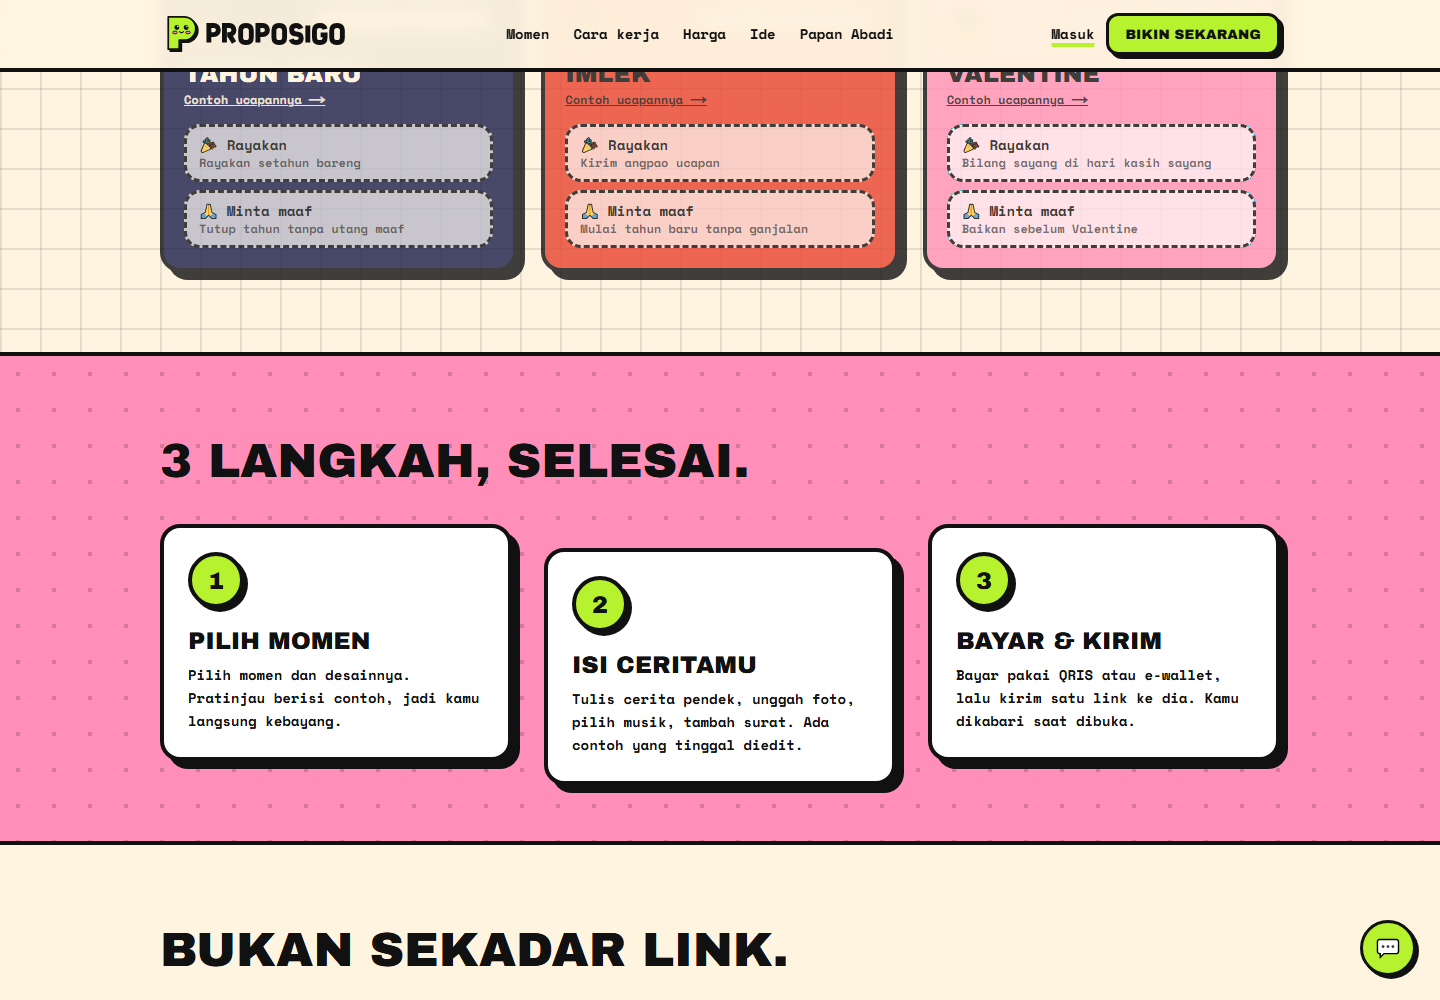 PROPOSIGO
Momen
Cara kerja
Harga
Ide
Papan Abadi
Masuk
BIKIN SEKARANG
TAHUN BARU
Contoh ucapannya →
Rayakan
Rayakan setahun bareng
Minta maaf
Tutup tahun tanpa utang maaf
IMLEK
Contoh ucapannya →
Rayakan
Kirim angpao ucapan
Minta maaf
Mulai tahun baru tanpa ganjalan
VALENTINE
Contoh ucapannya →
Rayakan
Bilang sayang di hari kasih sayang
Minta maaf
Baikan sebelum Valentine
3 LANGKAH, SELESAI.
1
PILIH MOMEN
Pilih momen dan desainnya.
Pratinjau berisi contoh, jadi kamu
langsung kebayang.
2
ISI CERITAMU
Tulis cerita pendek, unggah foto,
pilih musik, tambah surat. Ada
contoh yang tinggal diedit.
3
BAYAR & KIRIM
Bayar pakai QRIS atau e-wallet,
lalu kirim satu link ke dia. Kamu
dikabari saat dibuka.
BUKAN SEKADAR LINK.